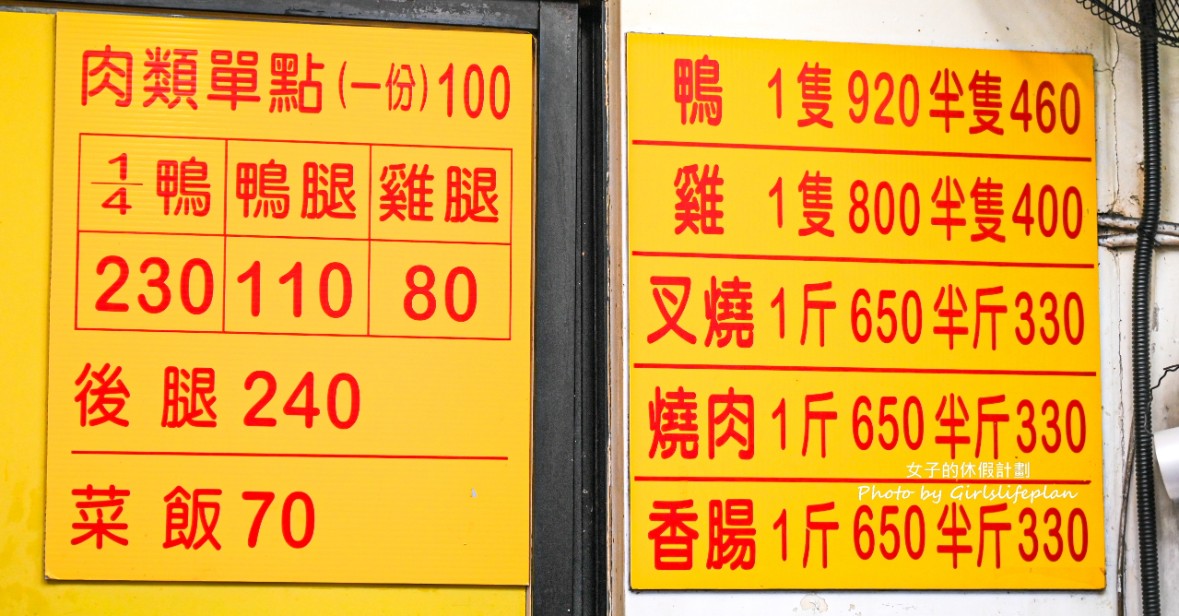 肉類單點(一份)100
1/4鴨 鴨腿 雞腿
230 110 80
後腿 240
菜飯 70
鴨 1隻 920 半隻 460
雞 1隻 800 半隻 400
叉燒 1斤 650 半斤 330
燒肉 1斤 650 半斤 330
女子的休假計劃
Photo by Girlslifeplan
香腸 1斤 650 半斤 330